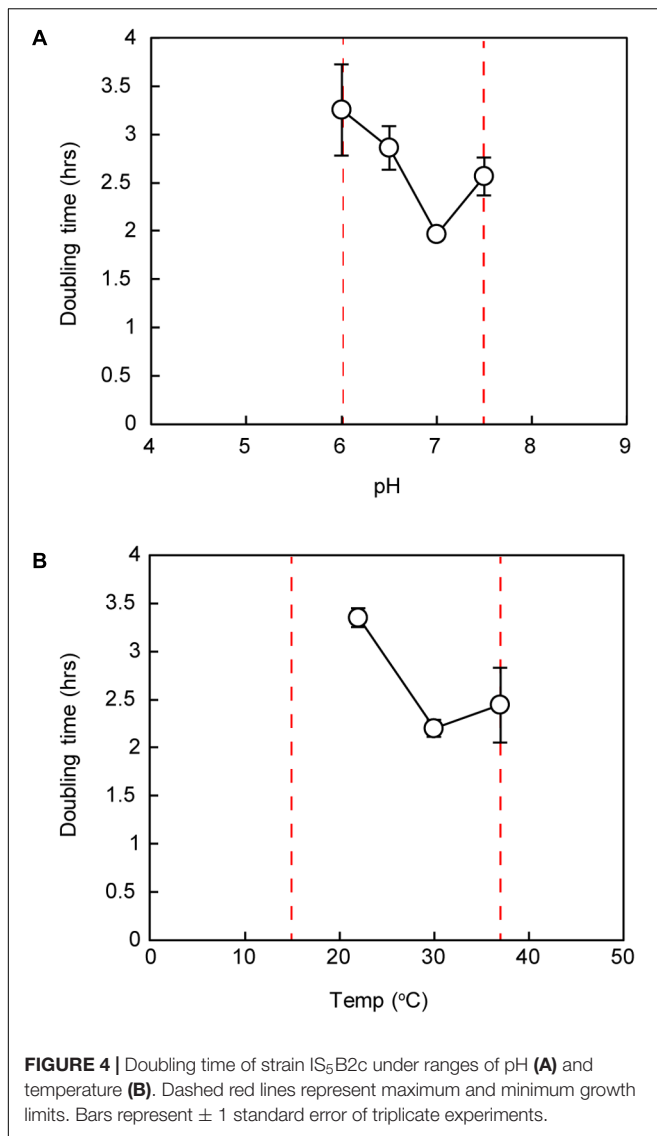 A
4
3.5
3
2.5
2
1.5
1
0.5
0
4 5 6 7 8 9
Doubling time (hrs)
pH
B
4
3.5
3
2.5
2
1.5
1
0.5
0
0 10 20 30 40 50
Doubling time (hrs)
Temp (°C)
FIGURE 4 | Doubling time of strain IS₅B2c under ranges of pH (A) and
temperature (B). Dashed red lines represent maximum and minimum growth
limits. Bars represent ± 1 standard error of triplicate experiments.